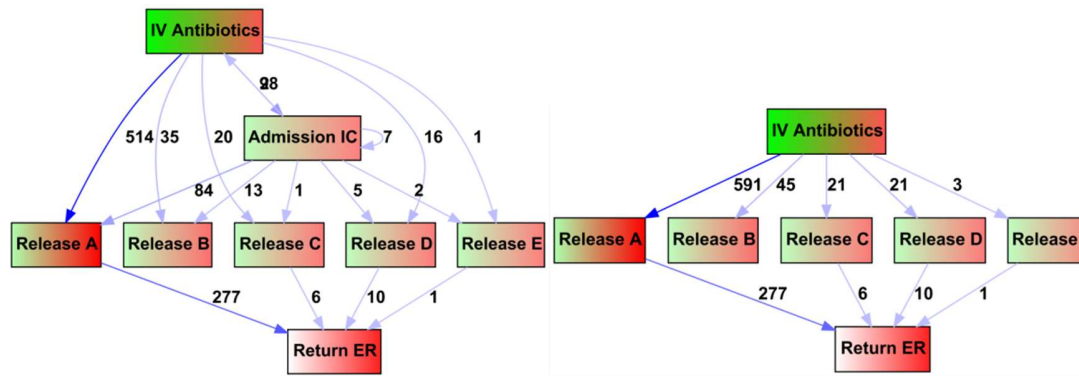 IV Antibiotics
514
35
20
7
16
1
Admission IC
84
13
1
5
2
Release A
Release B
Release C
Release D
Release E
277
6
10
1
Return ER
IV Antibiotics
591
45
21
21
3
Release A
Release B
Release C
Release D
Release
277
6
10
1
Return ER